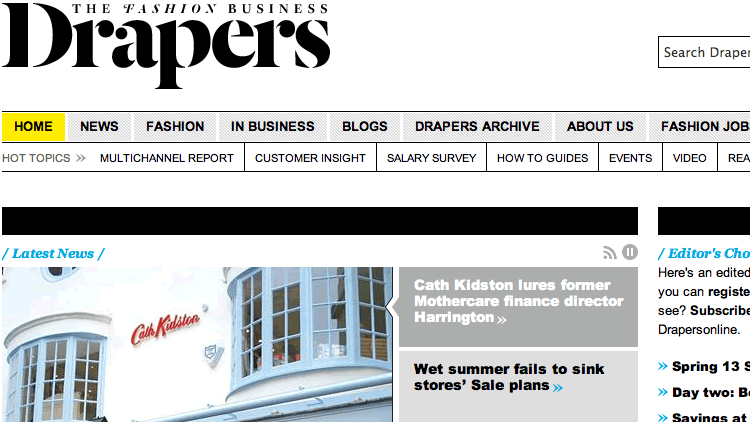 THE FASHION BUSINESS
Drapers
Search Draper
HOME NEWS FASHION IN BUSINESS BLOGS DRAPERS ARCHIVE ABOUT US FASHION JOB
HOT TOPICS » MULTICHANNEL REPORT CUSTOMER INSIGHT SALARY SURVEY HOW TO GUIDES EVENTS VIDEO REA
/ Latest News /
/ Editor's Cho
Cath Kidston
Cath Kidston lures former
Mothercare finance director
Harrington »
Wet summer fails to sink
stores' Sale plans »
Here's an edited
you can registe
see? Subscribe
Drapersonline.
» Spring 13 S
» Day two: Be
» Savings at